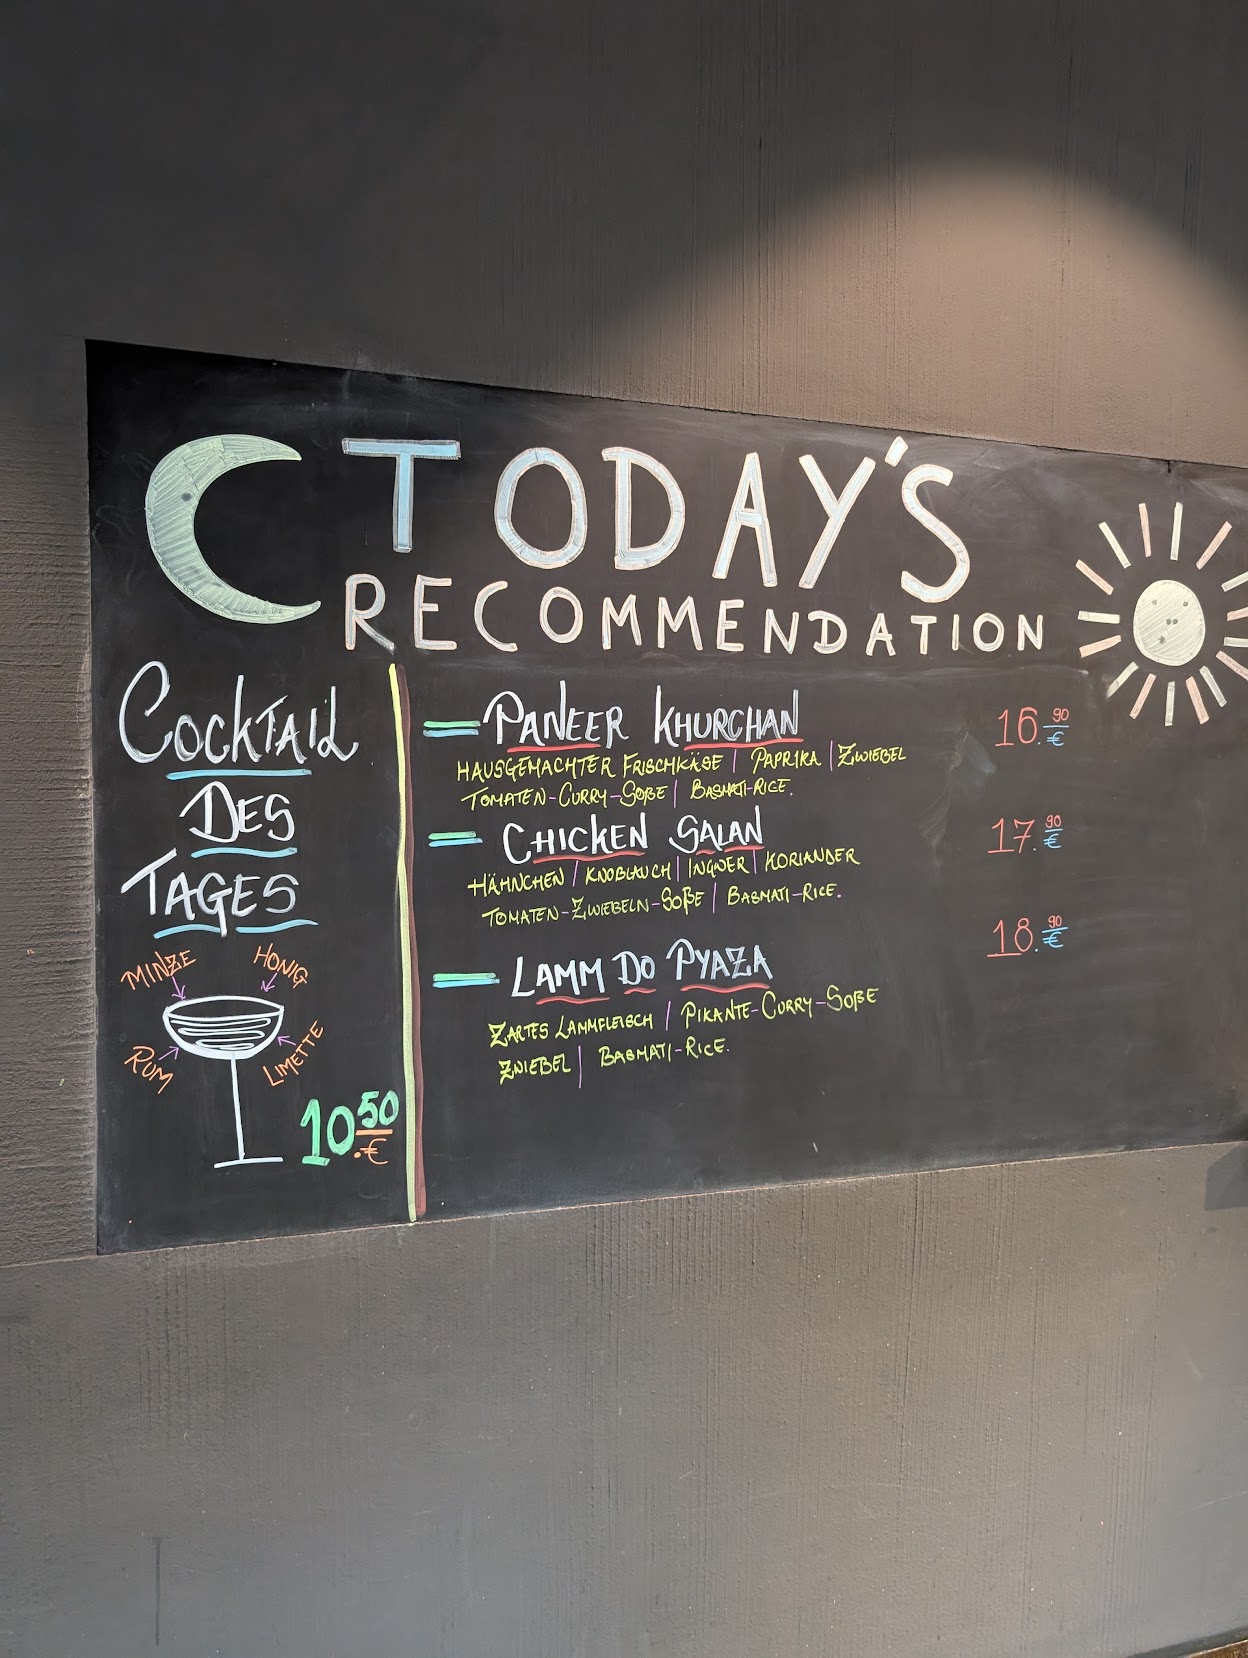 TODAY'S
RECOMMENDATION
COCKTAIL
DES
TAGES
MINZE
HONIG
RUM
LIMETTE
10.50 €
PANEER KHURCHAN 16.90 €
HAUSGEMACHTER FRISCHKÄSE | PAPRIKA | ZWIEBEL
TOMATEN-CURRY-SOßE | BASMATI-RICE.
CHICKEN SALAN 17.90 €
HÄHNCHEN | KNOBLAUCH | INGWER | KORIANDER
TOMATEN-ZWIEBELN-SOßE | BASMATI-RICE.
LAMM DO PYAZA 18.90 €
ZARTES LAMMFLEISCH | PIKANTE-CURRY-SOßE
ZWIEBEL | BASMATI-RICE.